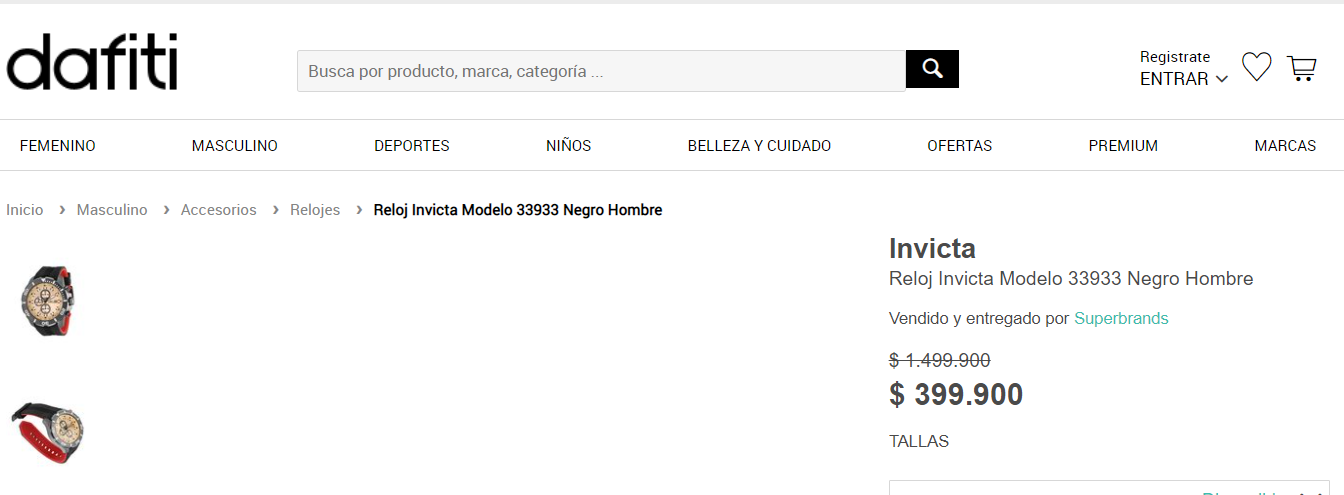 dafiti
Busca por producto, marca, categoría ...
Registrate
ENTRAR
FEMENINO MASCULINO DEPORTES NIÑOS BELLEZA Y CUIDADO OFERTAS PREMIUM MARCAS
Inicio › Masculino › Accesorios › Relojes › Reloj Invicta Modelo 33933 Negro Hombre
Invicta
Reloj Invicta Modelo 33933 Negro Hombre
Vendido y entregado por Superbrands
$ 1.499.900
$ 399.900
TALLAS